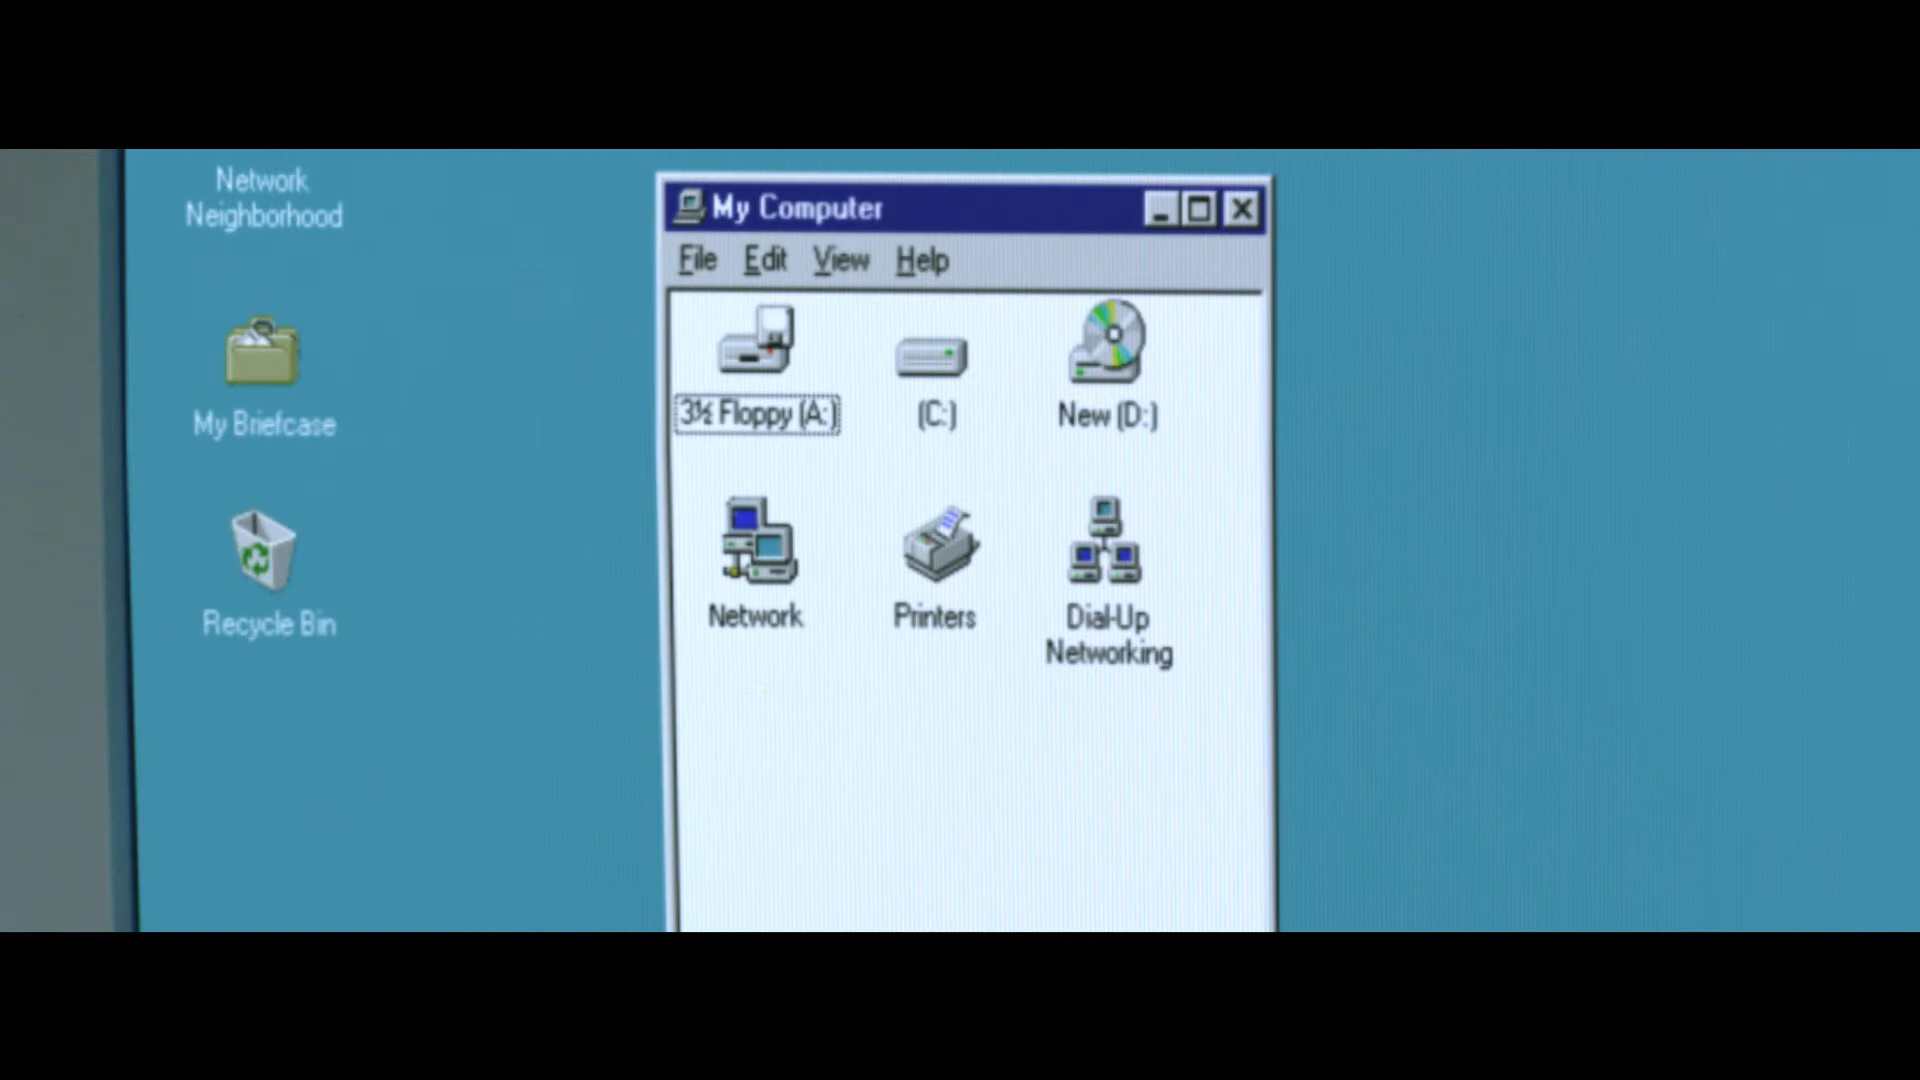 Network
Neighborhood
My Briefcase
Recycle Bin
My Computer
File Edit View Help
3½ Floppy (A:)
(C:)
New (D:)
Network
Printers
Dial-Up
Networking